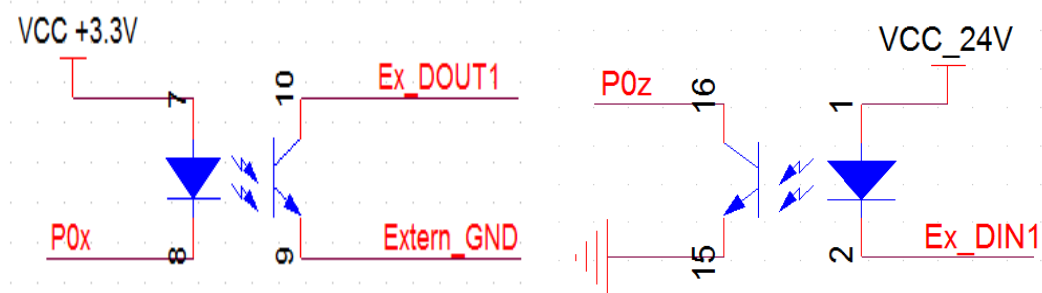 VCC +3.3V
7
10
Ex_DOUT1
P0x
8
9
Extern_GND
VCC_24V
P0z
16
1
15
2
Ex_DIN1